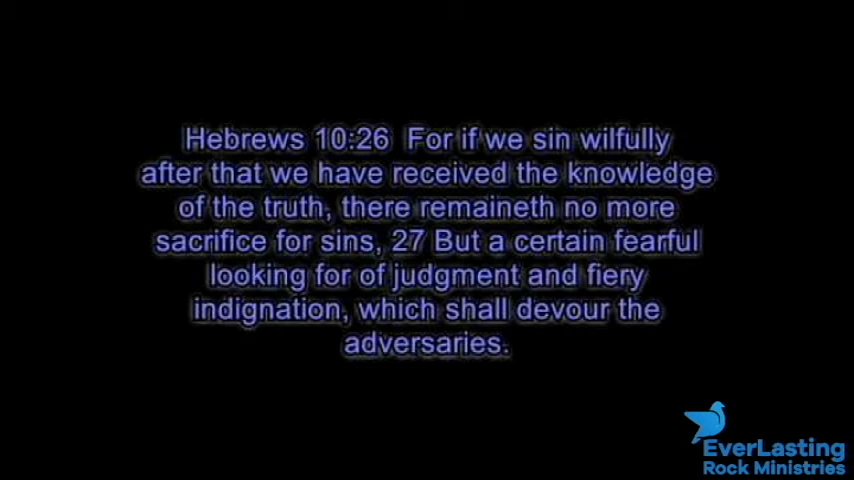 Hebrews 10:26  For if we sin wilfully
after that we have received the knowledge
of the truth, there remaineth no more
sacrifice for sins, 27 But a certain fearful
looking for of judgment and fiery
indignation, which shall devour the
adversaries.
EverLasting
Rock Ministries